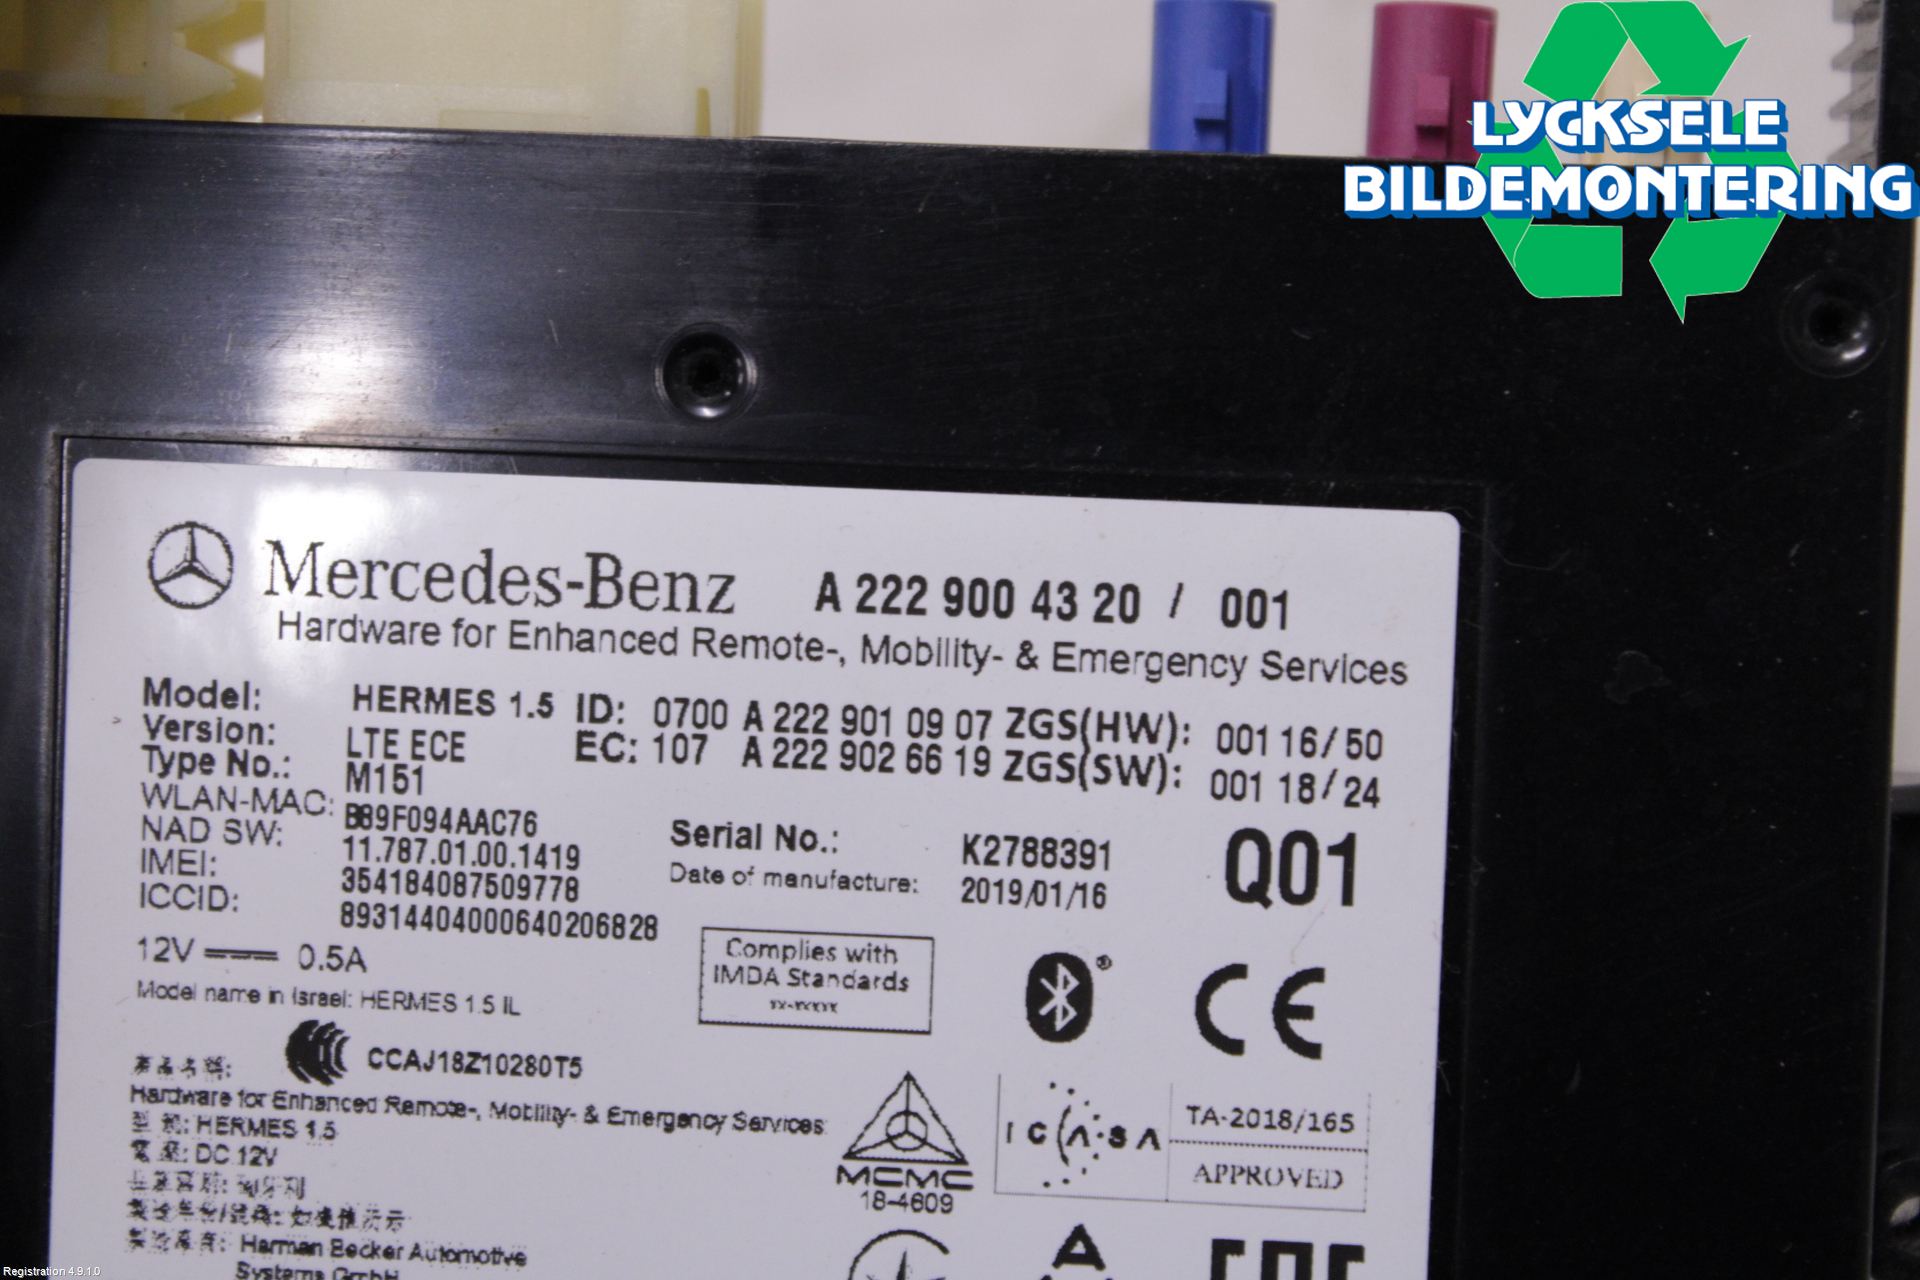 LYCKSELE
BILDEMONTERING
Mercedes-Benz A 222 900 43 20 / 001
Hardware for Enhanced Remote-, Mobility- & Emergency Services
Model: HERMES 1.5 ID: 0700 A 222 901 09 07 ZGS(HW): 001 16/50
Version: LTE ECE EC: 107 A 222 902 66 19 ZGS(SW): 001 18/24
Type No.: M151
WLAN-MAC: B89F094AAC76
NAD SW: 11.787.01.00.1419
IMEI: 354184087509778
ICCID: 89314404000640206828
Serial No.: K2788391
Date of manufacture: 2019/01/16
Q01
12V 0.5A
Model name in Israel: HERMES 1.5 IL
Complies with
IMDA Standards
xx-xxxxx
CE
CCAJ18Z10280T5
Hardware for Enhanced Remote-, Mobility- & Emergency Services
: HERMES 1.5
: DC 12V
: 匈牙利
Harman Becker Automotive
Systems GmbH
MCMC
18-4609
ICASA
TA-2018/165
APPROVED
Registration 4.9.1.0